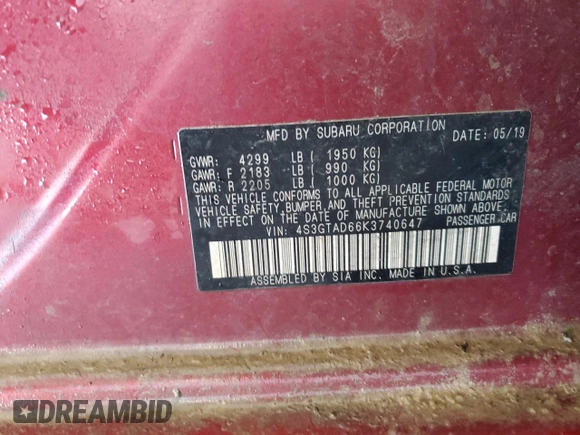 MFD BY SUBARU CORPORATION DATE: 05/19
GVWR: 4299 LB ( 1950 KG)
GAWR: F 2183 LB ( 990 KG)
GAWR: R 2205 LB ( 1000 KG)
THIS VEHICLE CONFORMS TO ALL APPLICABLE FEDERAL MOTOR
VEHICLE SAFETY,BUMPER,AND THEFT PREVENTION STANDARDS
IN EFFECT ON THE DATE OF MANUFACTURE SHOWN ABOVE.
VIN: 4S3GTAD66K3740647 PASSENGER CAR
ASSEMBLED BY SIA INC. MADE IN U.S.A.
DREAMBID